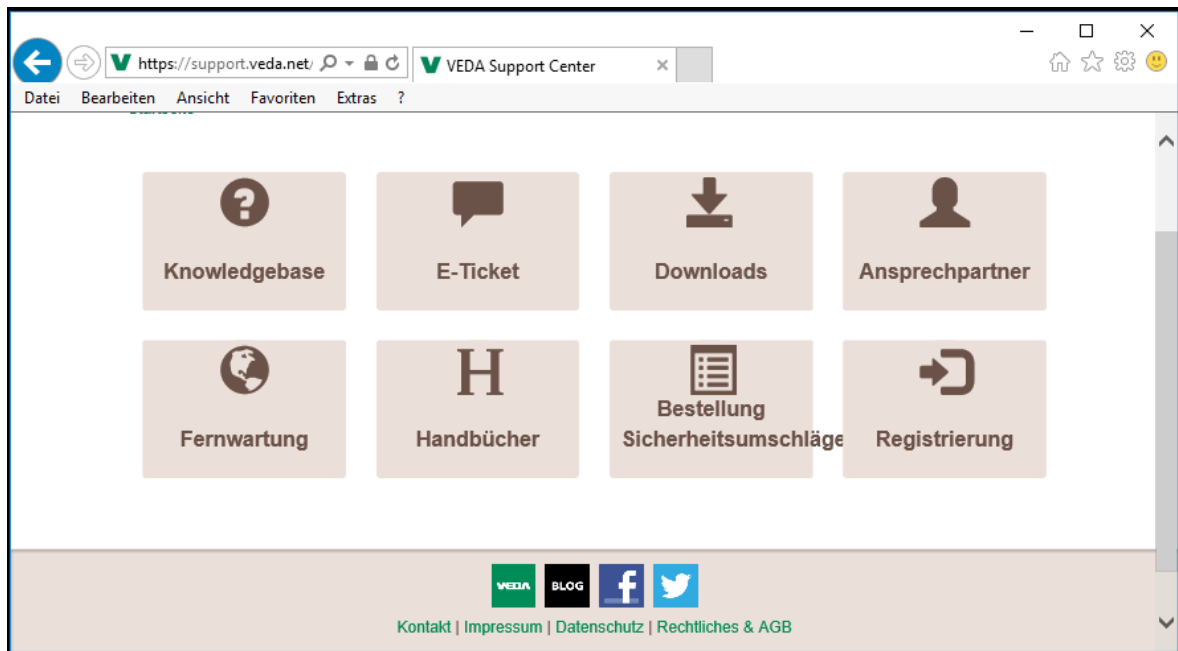 https://support.veda.net/
VEDA Support Center
Datei Bearbeiten Ansicht Favoriten Extras ?
Startseite
Knowledgebase
E-Ticket
Downloads
Ansprechpartner
Fernwartung
H
Handbücher
Bestellung
Sicherheitsumschläge
Registrierung
VEDA
BLOG
f
Kontakt | Impressum | Datenschutz | Rechtliches & AGB